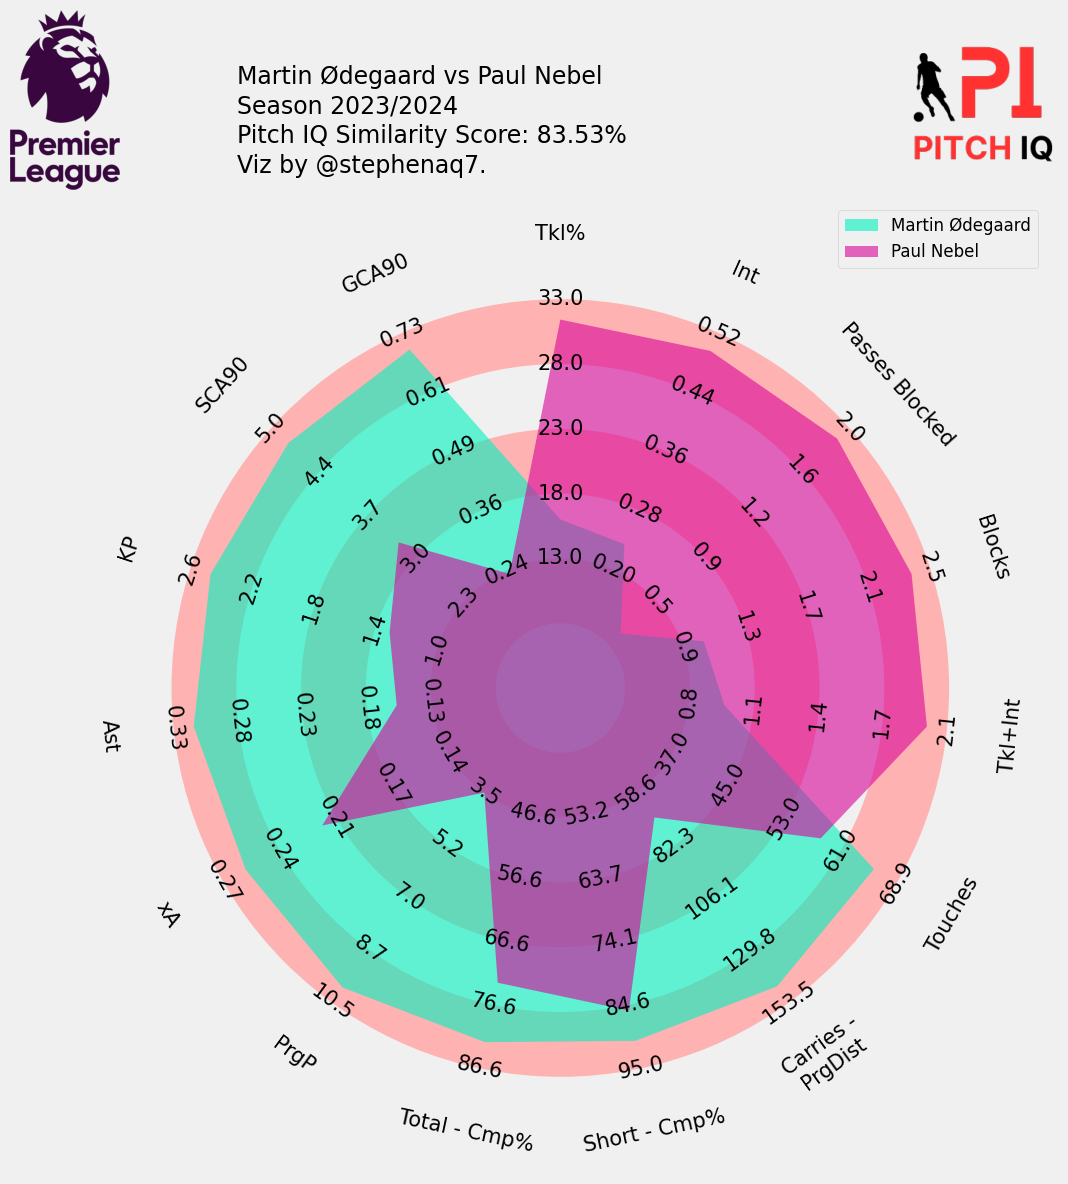 Premier
League
Martin Ødegaard vs Paul Nebel
Season 2023/2024
Pitch IQ Similarity Score: 83.53%
Viz by @stephenaq7.
PI
PITCH IQ
Martin Ødegaard
Paul Nebel
Tkl%
33.0
28.0
23.0
18.0
13.0
Int
0.52
0.44
0.36
0.28
0.20
Passes Blocked
2.0
1.6
1.2
0.9
0.5
Blocks
2.5
2.1
1.7
1.3
0.9
Tkl+Int
2.1
1.7
1.4
1.1
0.8
Touches
68.9
61.0
53.0
45.0
37.0
Carries -
PrgDist
153.5
129.8
106.1
82.3
58.6
Short - Cmp%
95.0
84.6
74.1
63.7
53.2
Total - Cmp%
86.6
76.6
66.6
56.6
46.6
PrgP
10.5
8.7
7.0
5.2
3.5
xA
0.27
0.24
0.21
0.17
0.14
Ast
0.33
0.28
0.23
0.18
0.13
KP
2.6
2.2
1.8
1.4
1.0
SCA90
5.0
4.4
3.7
3.0
2.3
GCA90
0.73
0.61
0.49
0.36
0.24